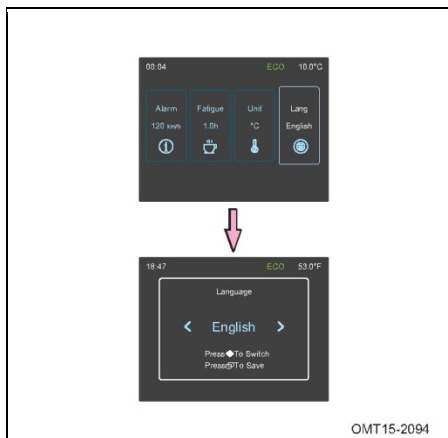 00:04 ECO 10.0°C
Alarm Fatigue Unit Lang
120 km/h 1.0h °C English
18:47 ECO 53.0°F
Language
< English >
Press◆To Switch
Press To Save
OMT15-2094